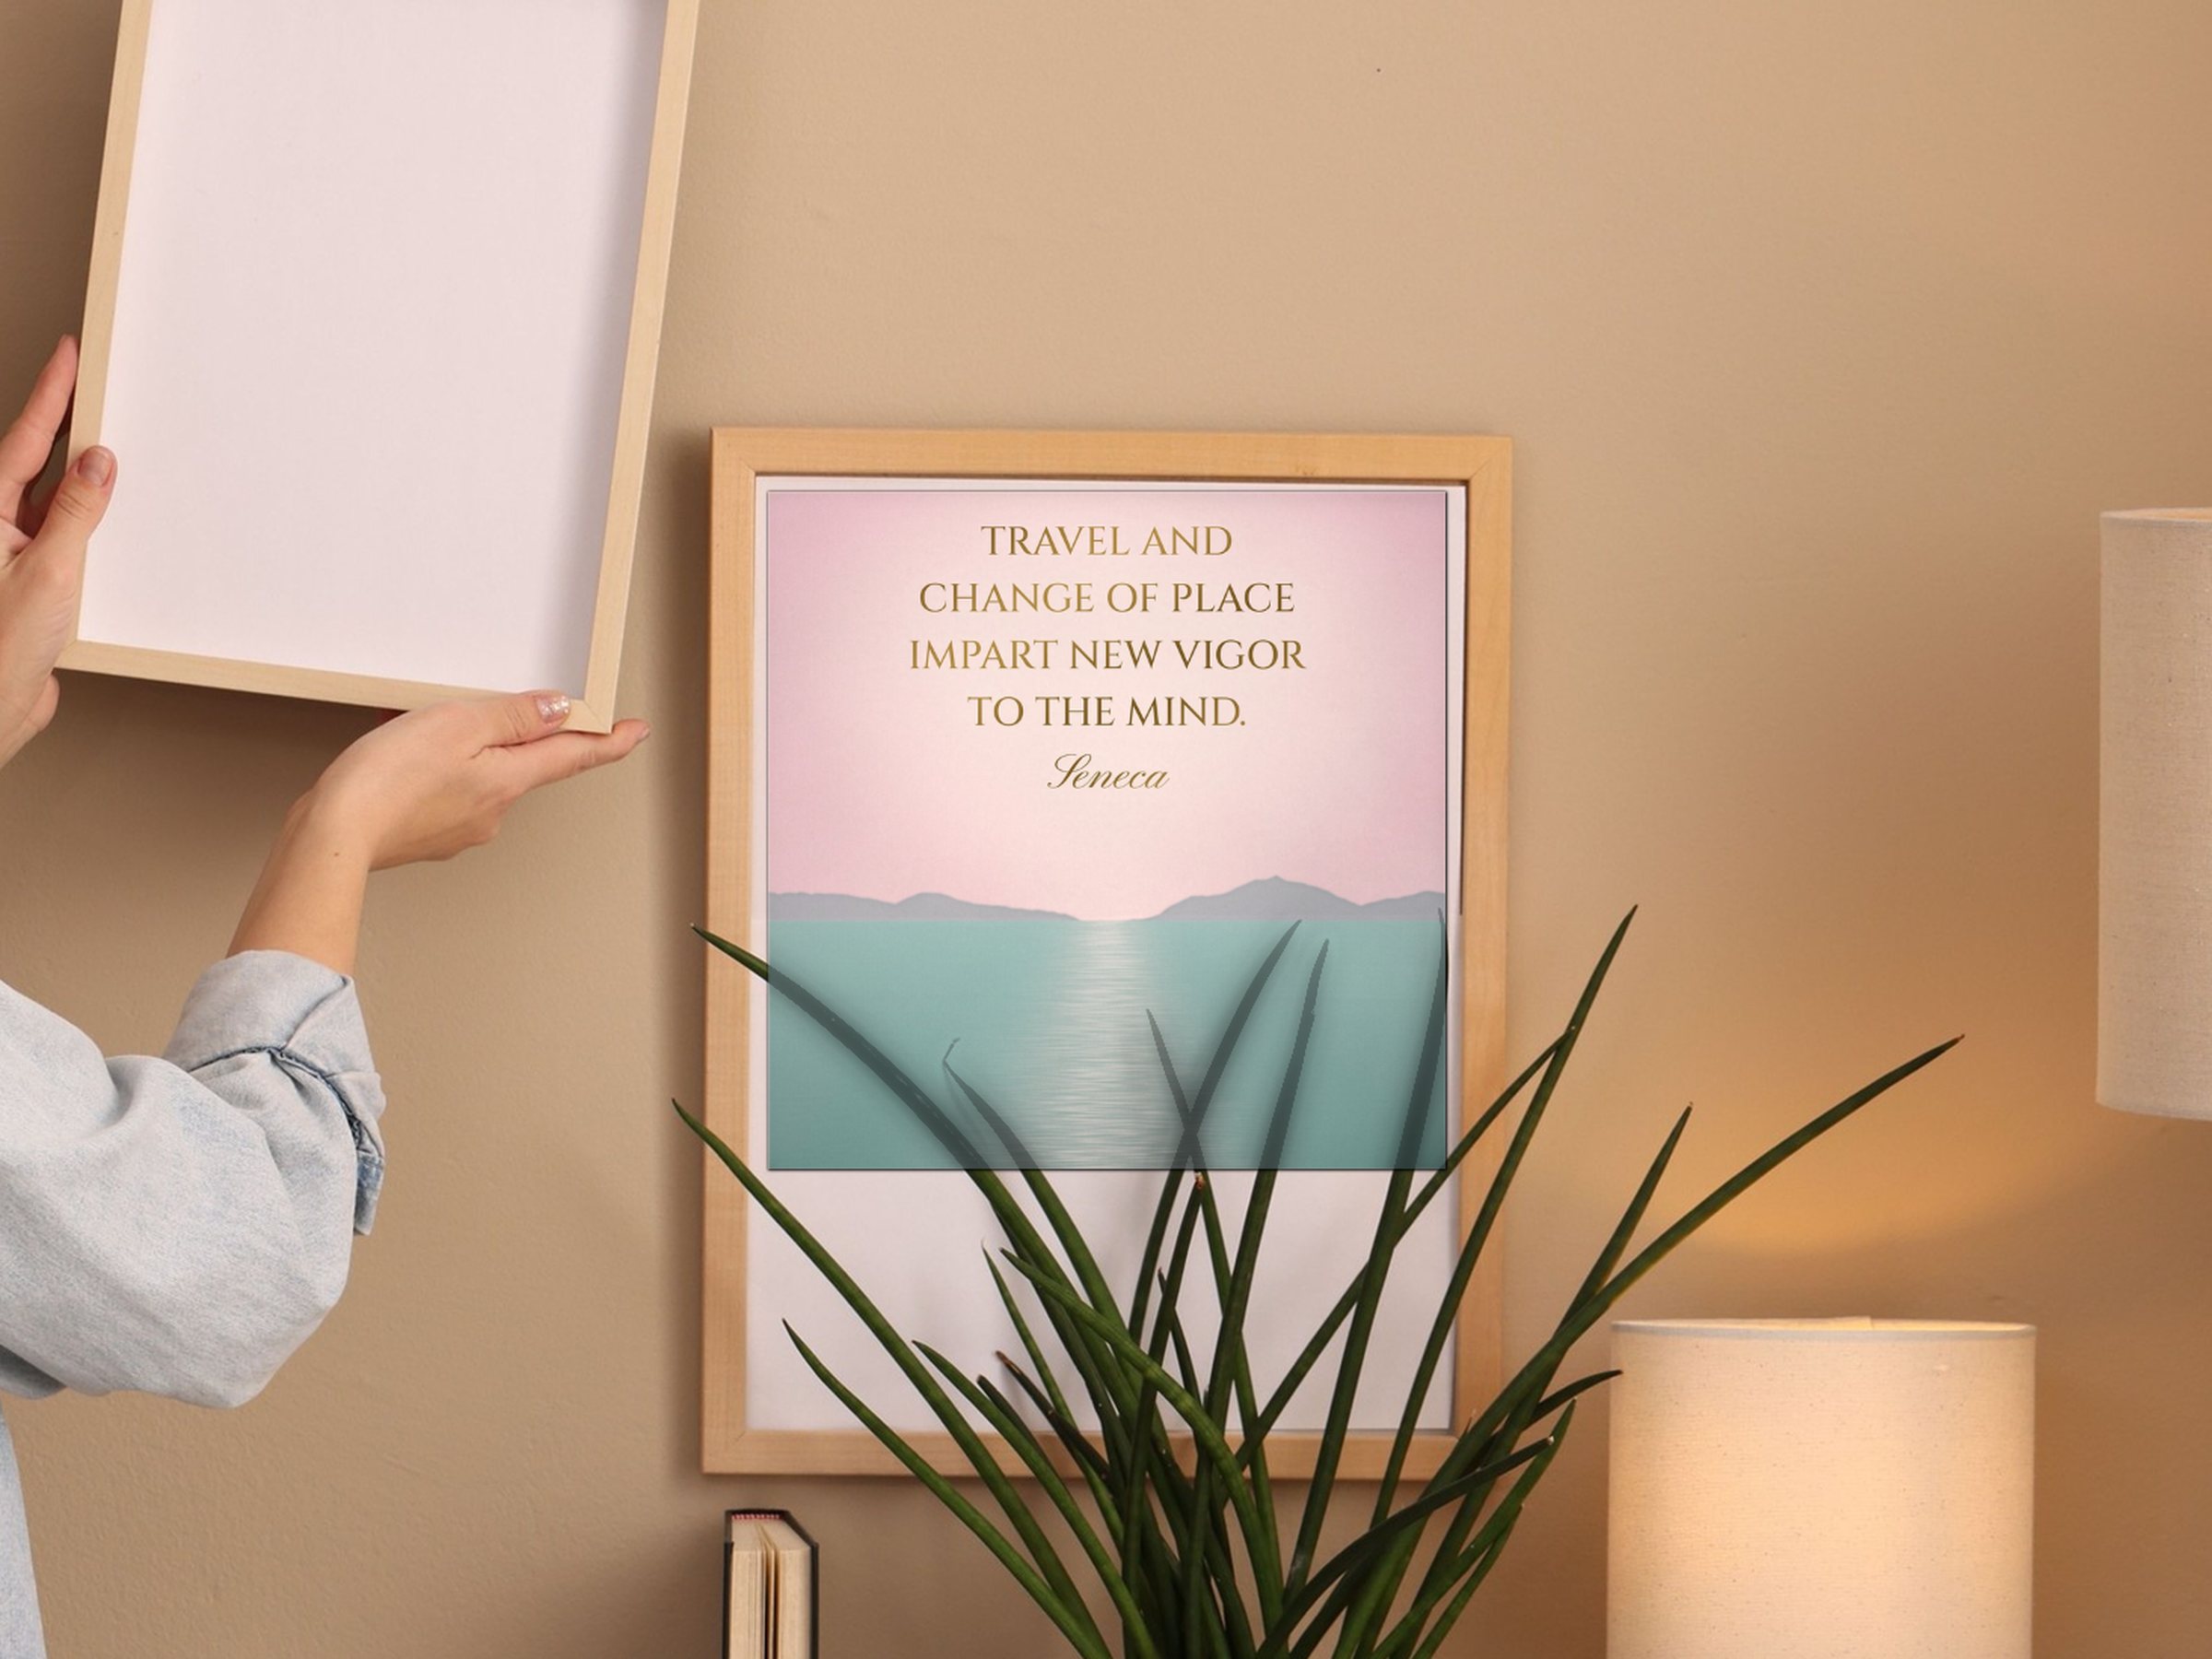 TRAVEL AND
CHANGE OF PLACE
IMPART NEW VIGOR
TO THE MIND.
Seneca